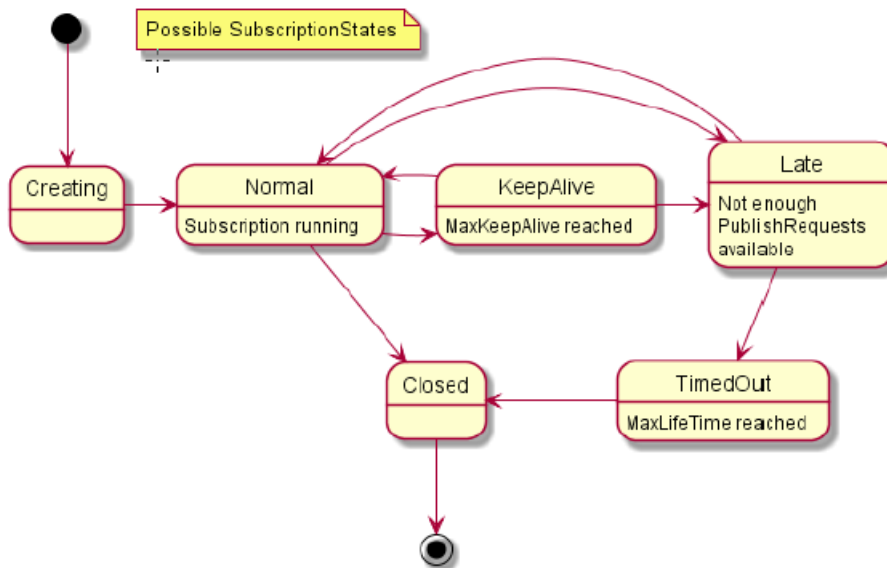 Possible SubscriptionStates
Creating
Normal
Subscription running
KeepAlive
MaxKeepAlive reached
Late
Not enough
PublishRequests
available
Closed
TimedOut
MaxLifeTime reached